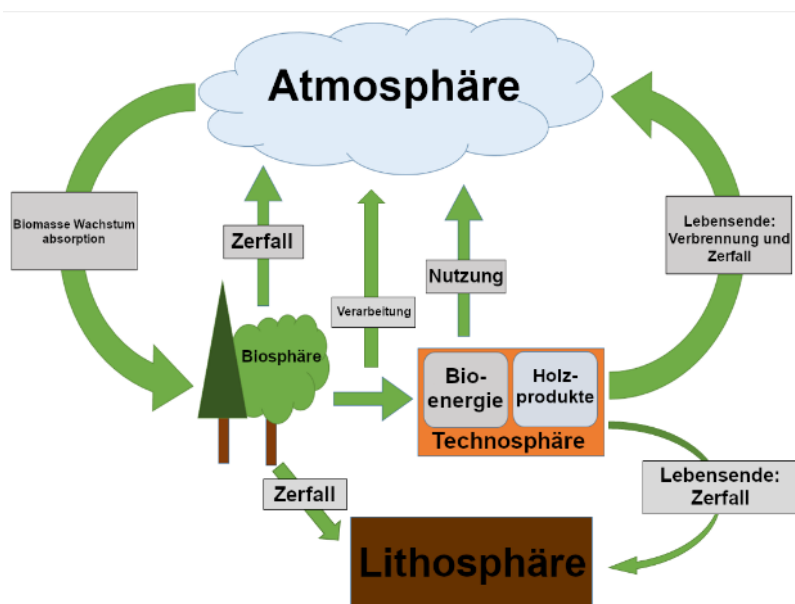 Atmosphäre
Biomasse Wachstum
absorption
Zerfall
Verarbeitung
Nutzung
Lebensende:
Verbrennung und
Zerfall
Biosphäre
Bio-
energie
Holz-
produkte
Technosphäre
Zerfall
Lebensende:
Zerfall
Lithosphäre